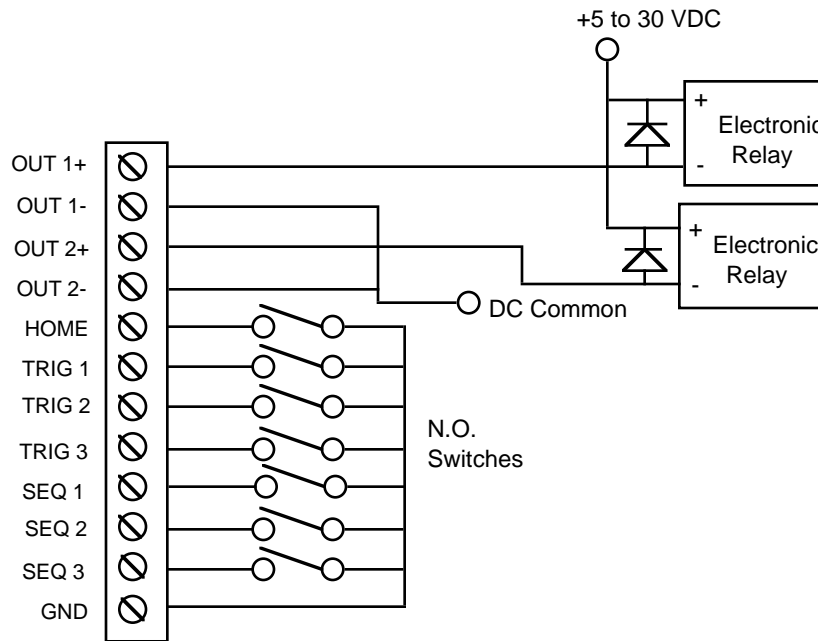 +5 to 30 VDC
+
Electronic
Relay
-
OUT 1+
OUT 1-
OUT 2+
OUT 2-
+
Electronic
Relay
-
DC Common
HOME
TRIG 1
TRIG 2
TRIG 3
SEQ 1
SEQ 2
SEQ 3
GND
N.O.
Switches